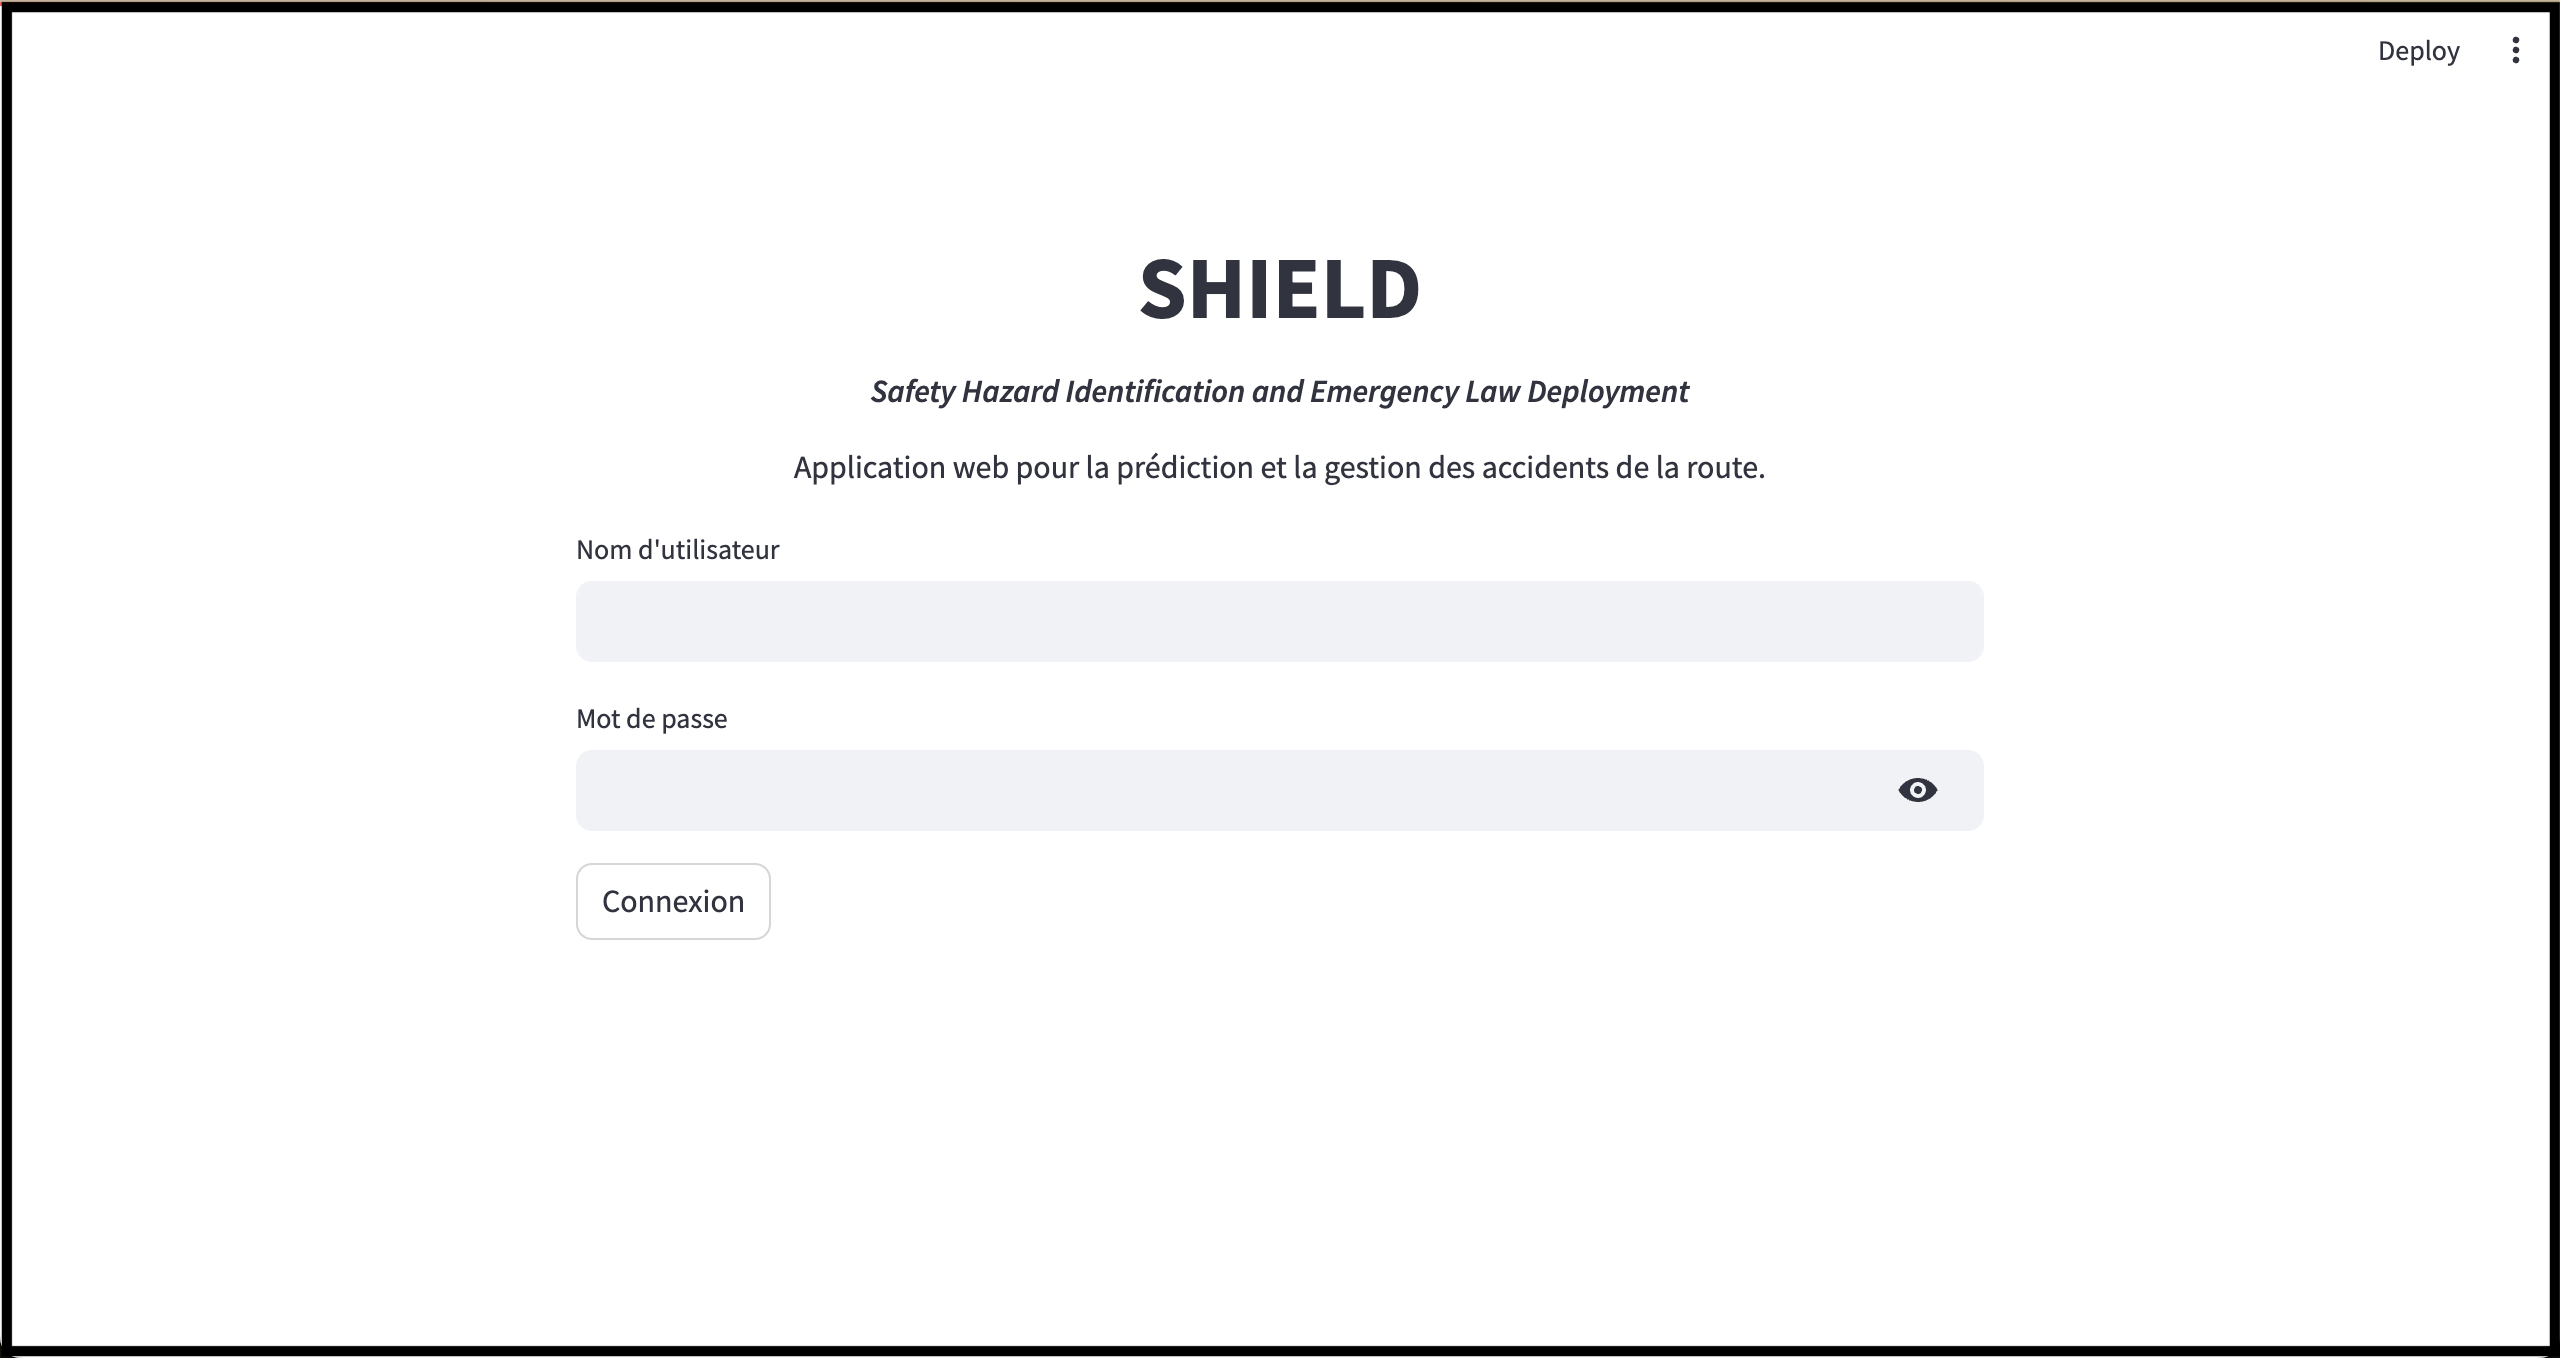 Deploy
SHIELD
Safety Hazard Identification and Emergency Law Deployment
Application web pour la prédiction et la gestion des accidents de la route.
Nom d'utilisateur
Mot de passe
Connexion